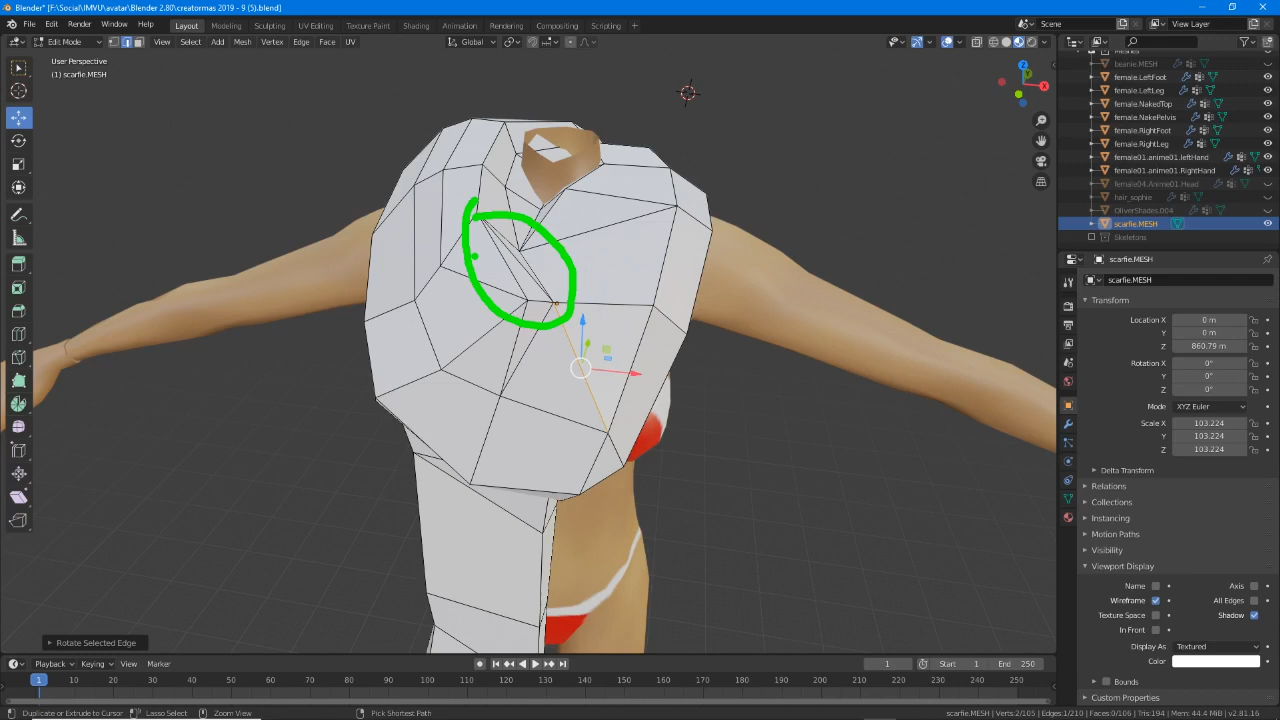 Blender* [F:\Social\IMVU\avatar\Blender 2.80\creatormas 2019 - 9 (5).blend]
File Edit Render Window Help Layout Modeling Sculpting UV Editing Texture Paint Shading Animation Rendering Compositing Scripting + Scene View Layer
Edit Mode View Select Add Mesh Vertex Edge Face UV Global
User Perspective
(1) scarfie.MESH
beanie.MESH
female.LeftFoot
female.LeftLeg
female.NakedTop
female.NakePelvis
female.RightFoot
female.RightLeg
female01.anime01.leftHand
female01.anime01.RightHand
female04.Anime01.Head
hair_sophie
OliverShades.004
scarfie.MESH
Skeletons
scarfie.MESH
scarfie.MESH
Transform
Location X 0 m
Y 0 m
Z 860.79 m
Rotation X 0°
Y 0°
Z 0°
Mode XYZ Euler
Scale X 103.224
Y 103.224
Z 103.224
Delta Transform
Relations
Collections
Instancing
Motion Paths
Visibility
Viewport Display
Name Axis
Wireframe All Edges
Texture Space Shadow
In Front
Display As Textured
Color
Bounds
Custom Properties
Rotate Selected Edge
Playback Keying View Marker 1 Start 1 End 250
1 10 20 30 40 50 60 70 80 90 100 110 120 130 140 150 160 170 180 190 200 210 220 230 240 250
Duplicate or Extrude to Cursor Lasso Select Zoom View Pick Shortest Path scarfie.MESH | Verts:2/105 | Edges:1/210 | Faces:0/106 | Tris:194 | Mem: 44.4 MiB | v2.81.16